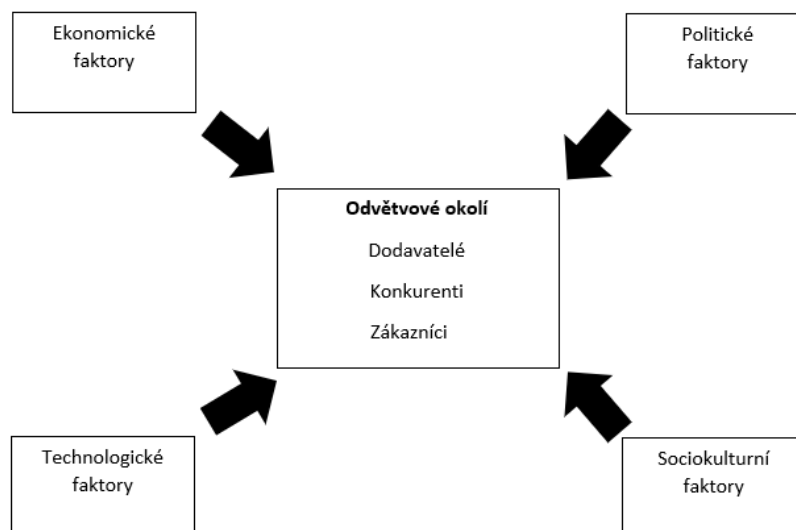 Ekonomické
faktory
Politické
faktory
Odvětvové okolí
Dodavatelé
Konkurenti
Zákazníci
Technologické
faktory
Sociokulturní
faktory